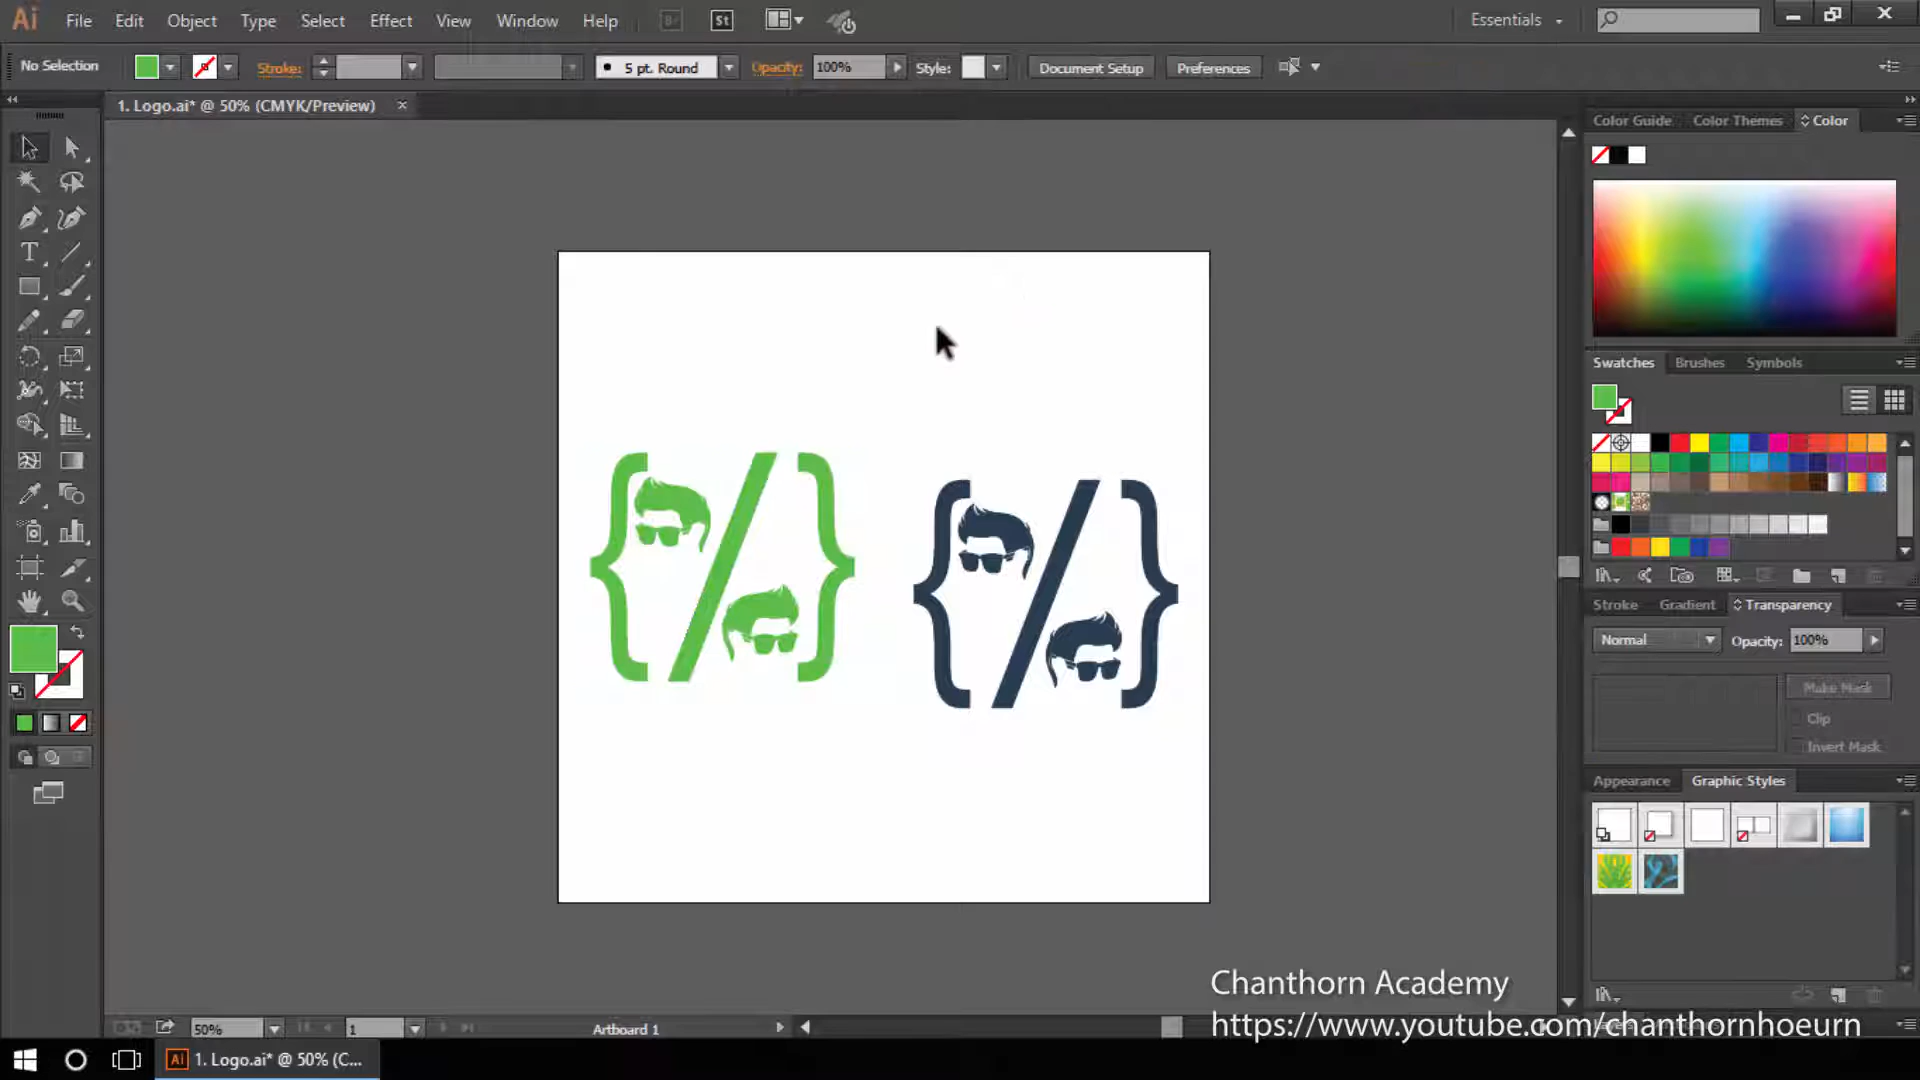 Ai File Edit Object Type Select Effect View Window Help Br St Essentials
No Selection Stroke: 5 pt. Round Opacity: 100% Style: Document Setup Preferences
1. Logo.ai* @ 50% (CMYK/Preview) ×
Color Guide Color Themes Color
Swatches Brushes Symbols
Stroke Gradient Transparency
Normal Opacity: 100%
Make Mask
Clip
Invert Mask
Appearance Graphic Styles
Chanthorn Academy
https://www.youtube.com/chanthornhoeurn
50% 1 Artboard 1
Ai 1. Logo.ai* @ 50% (C...